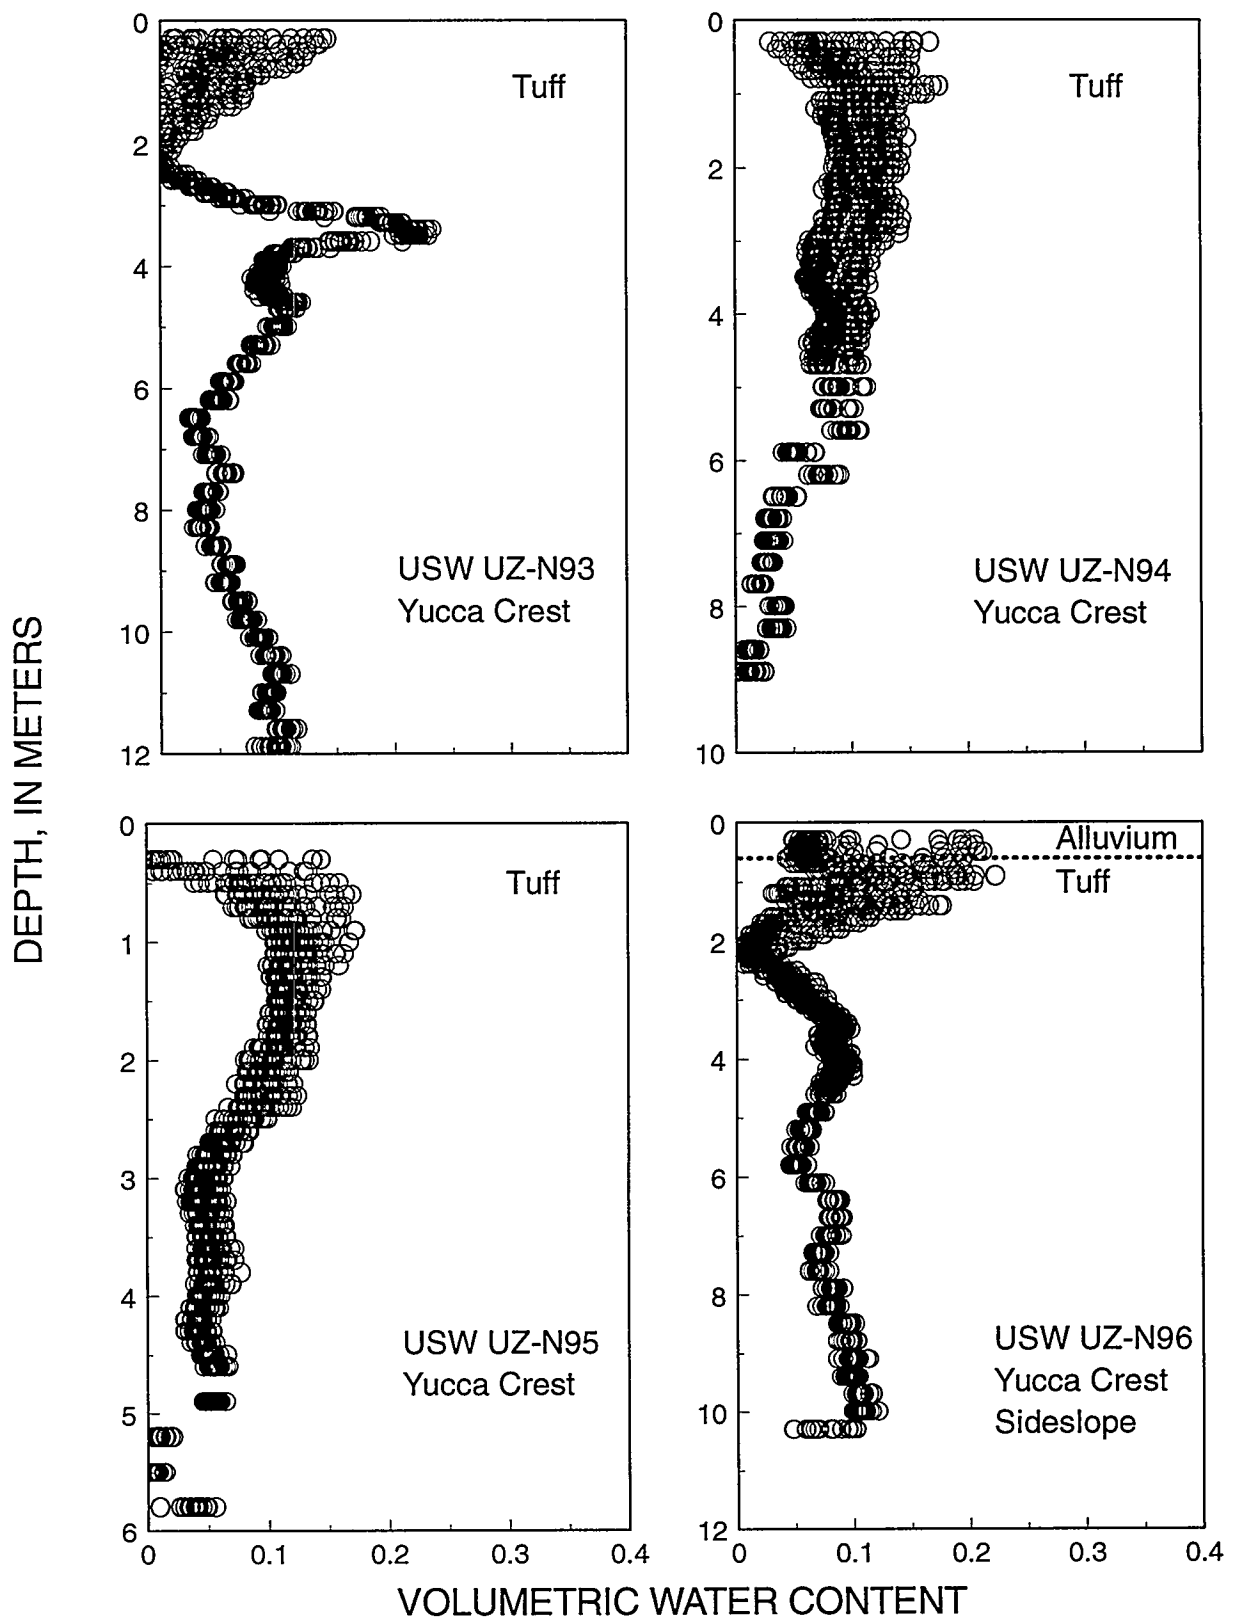 DEPTH, IN METERS
0
2
4
6
8
10
12
Tuff
USW UZ-N93
Yucca Crest
0
2
4
6
8
10
Tuff
USW UZ-N94
Yucca Crest
0
1
2
3
4
5
6
Tuff
USW UZ-N95
Yucca Crest
0 0.1 0.2 0.3 0.4
0
2
4
6
8
10
12
Alluvium
Tuff
USW UZ-N96
Yucca Crest
Sideslope
0 0.1 0.2 0.3 0.4
VOLUMETRIC WATER CONTENT